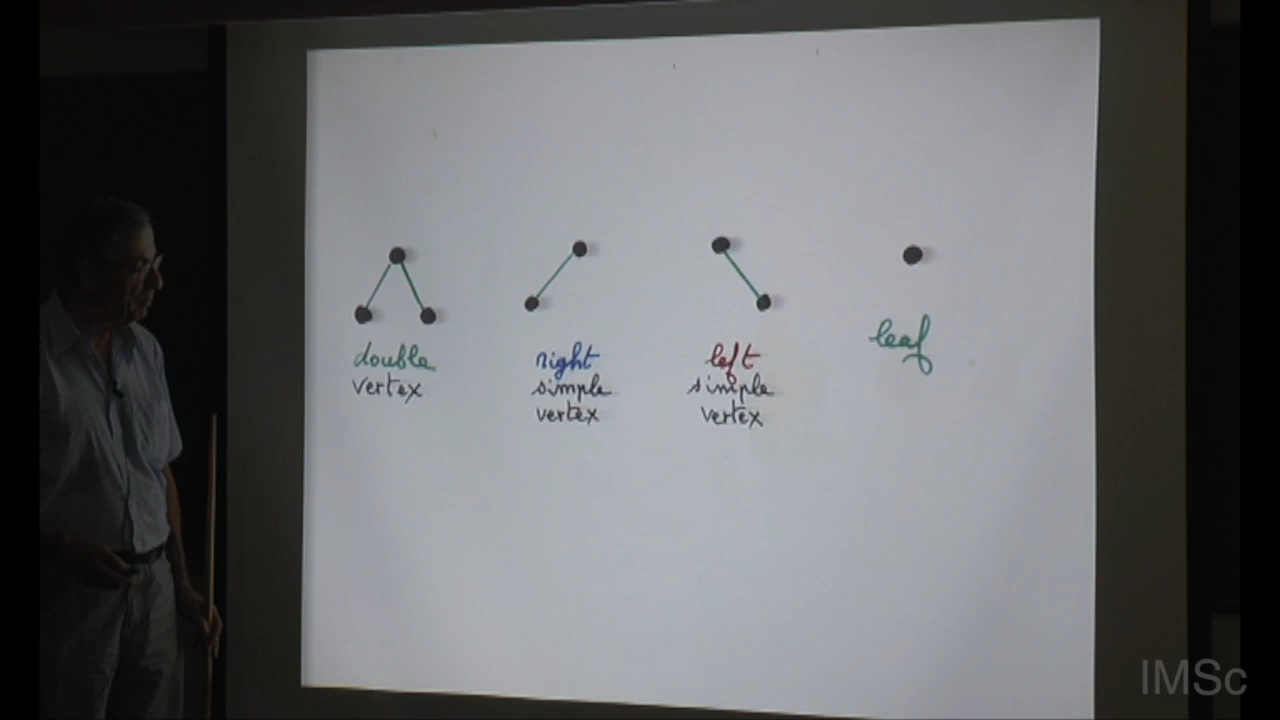 double
vertex
right
simple
vertex
left
simple
vertex
leaf
IMSc